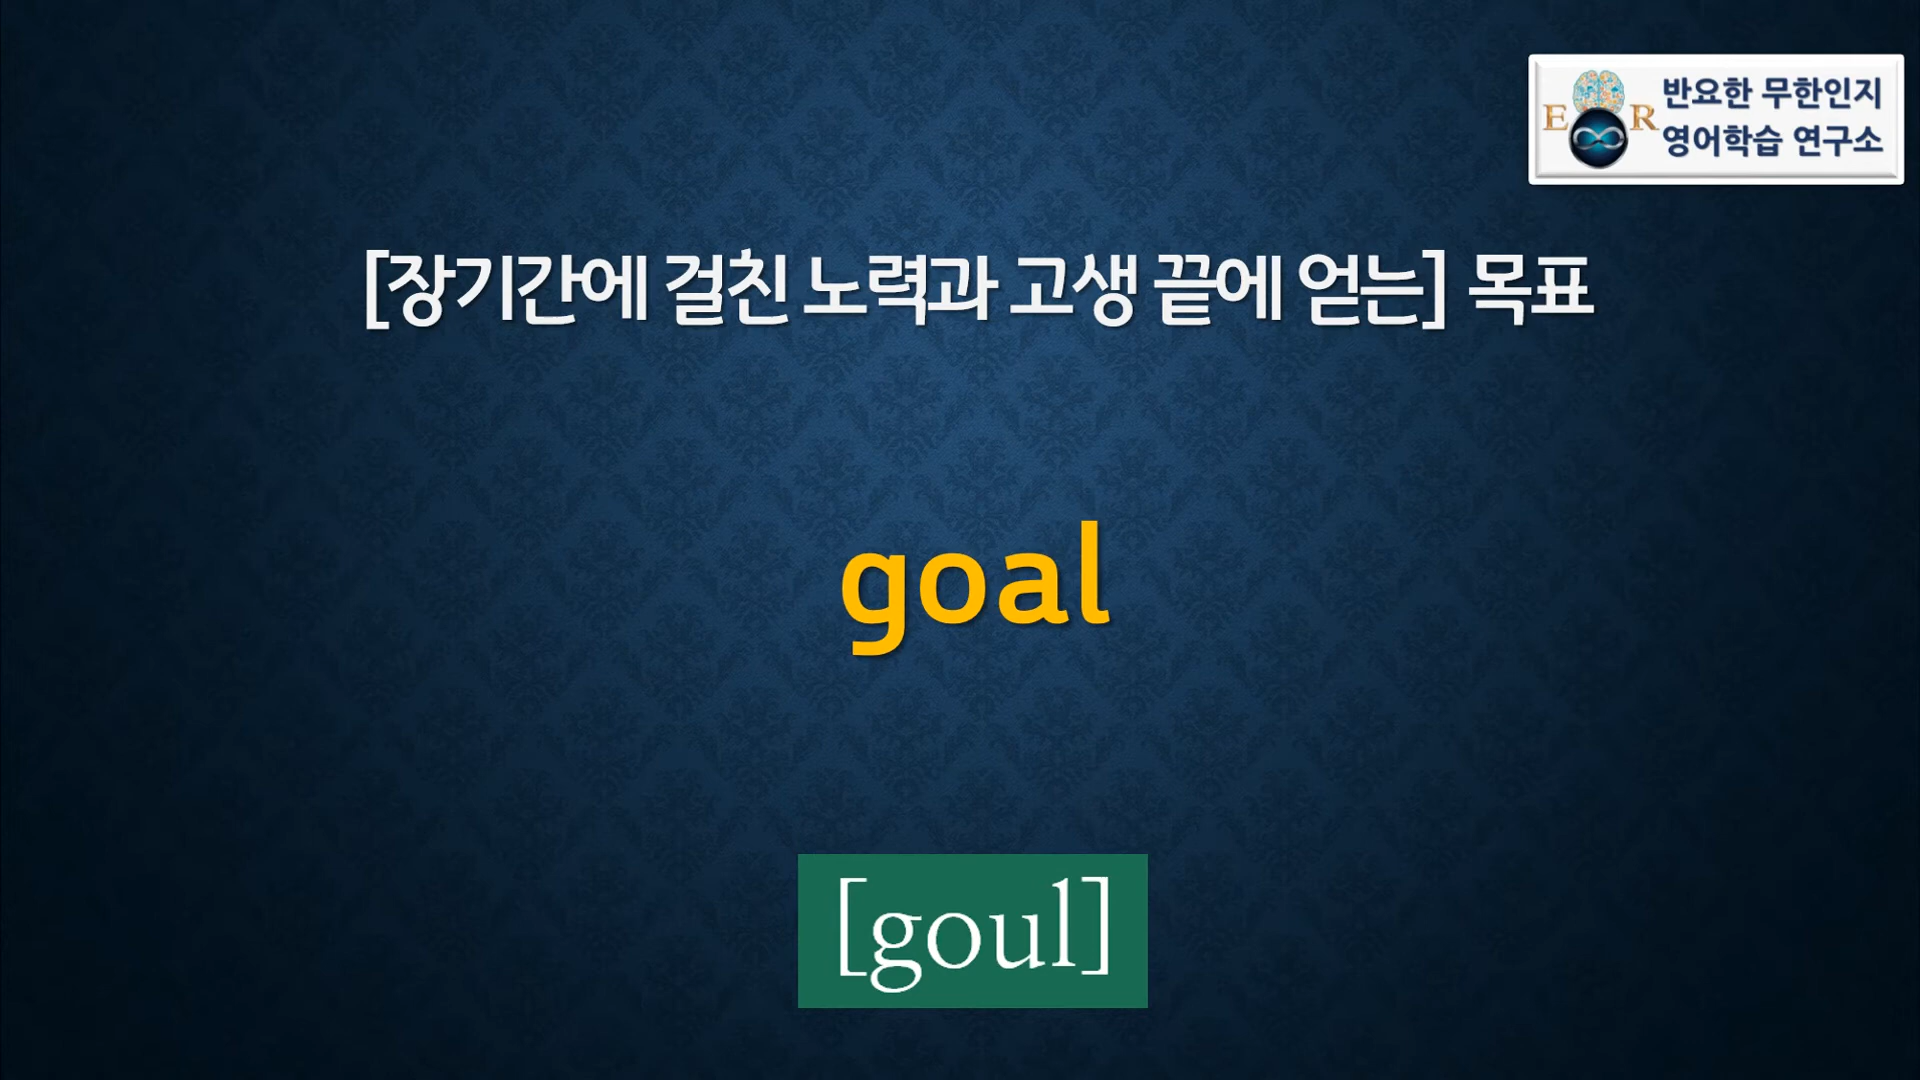 E R 반요한 무한인지
영어학습 연구소
[장기간에 걸친 노력과 고생 끝에 얻는] 목표
goal
[goul]